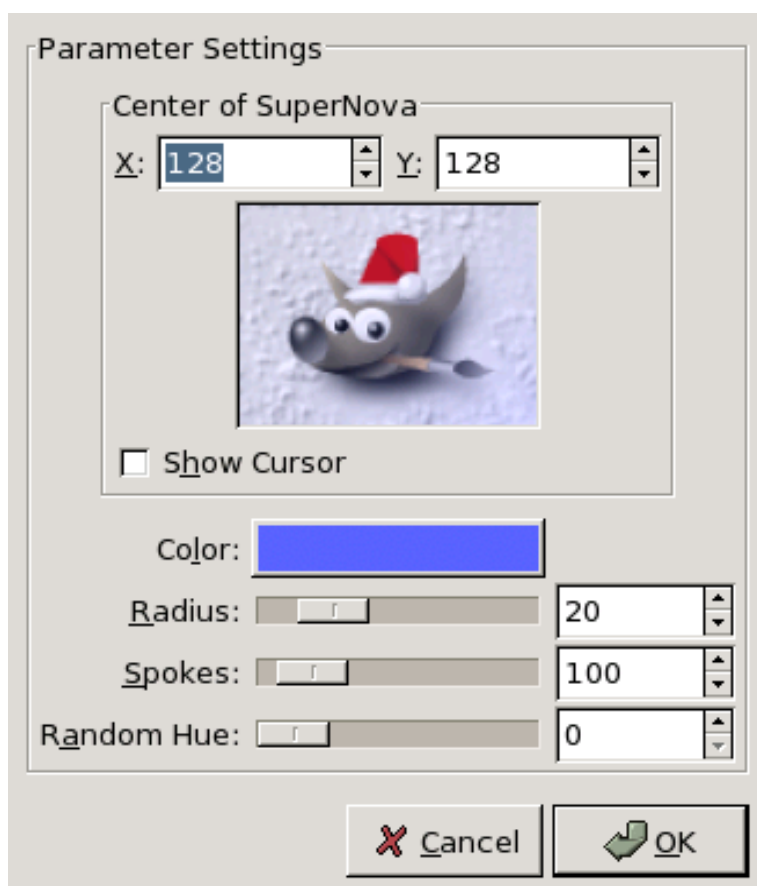 Parameter Settings
Center of SuperNova
X: 128 Y: 128
Show Cursor
Color:
Radius: 20
Spokes: 100
Random Hue: 0
Cancel OK